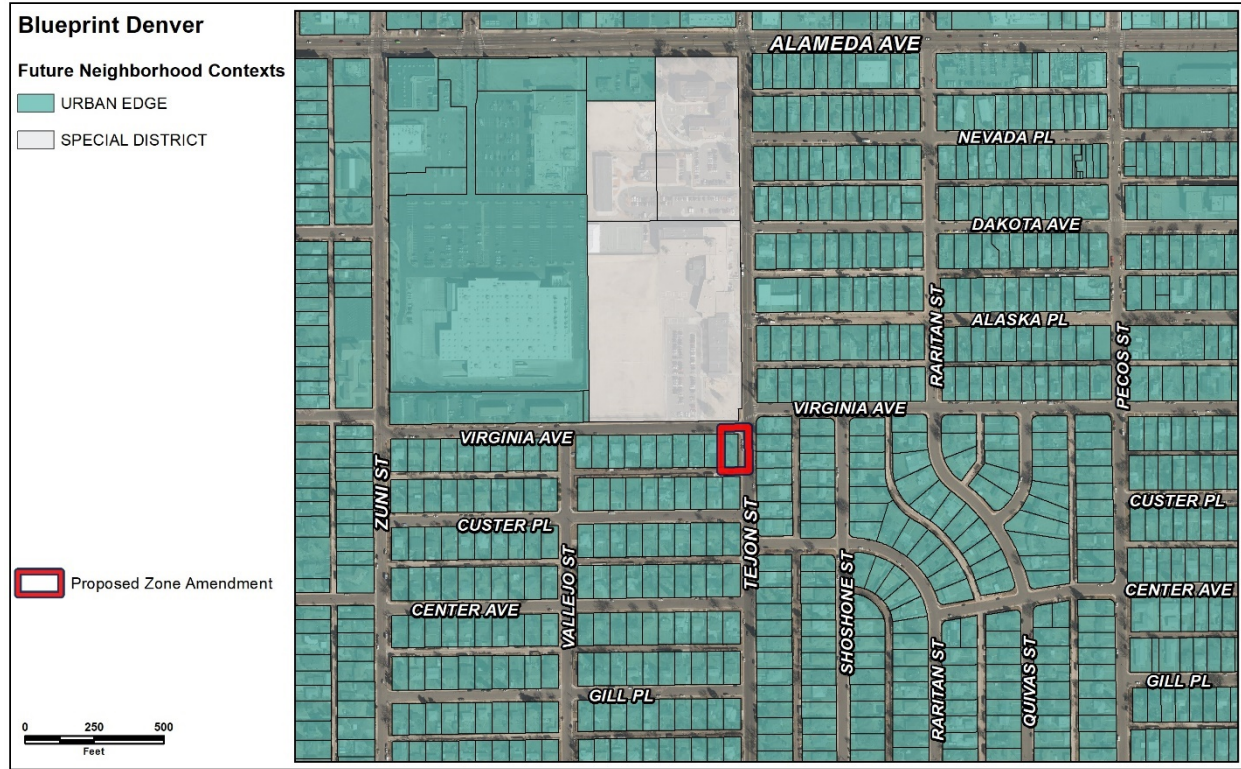 Blueprint Denver
Future Neighborhood Contexts
URBAN EDGE
SPECIAL DISTRICT
Proposed Zone Amendment
0 250 500
Feet
ALAMEDA AVE
NEVADA PL
DAKOTA AVE
RARITAN ST
ALASKA PL
PECOS ST
VIRGINIA AVE
VIRGINIA AVE
ZUNI ST
CUSTER PL
CUSTER PL
TEJON ST
VALLEJO ST
CENTER AVE
CENTER AVE
SHOSHONE ST
RARITAN ST
QUIVAS ST
GILL PL
GILL PL